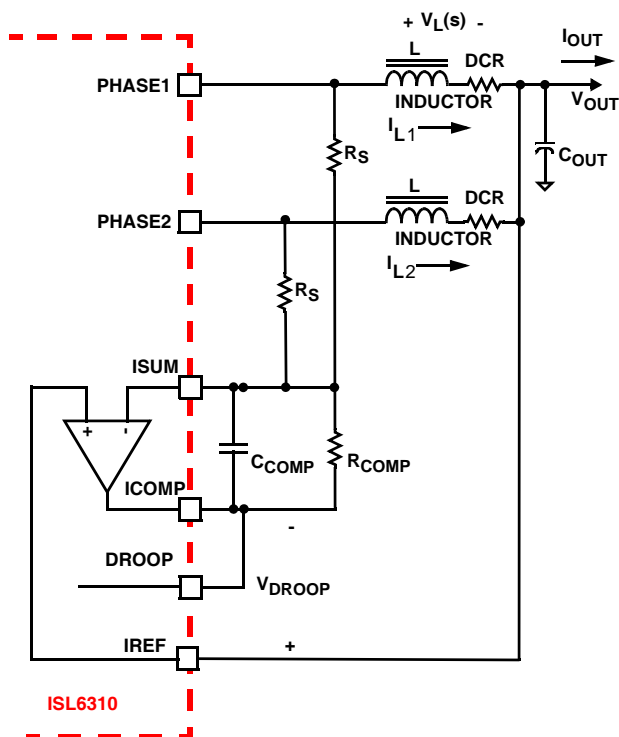 + VL(s) -
IOUT
L
DCR
PHASE1
VOUT
INDUCTOR
IL1
COUT
RS
L
DCR
PHASE2
INDUCTOR
IL2
RS
ISUM
+ -
CCOMP
RCOMP
ICOMP
-
DROOP
VDROOP
IREF
+
ISL6310